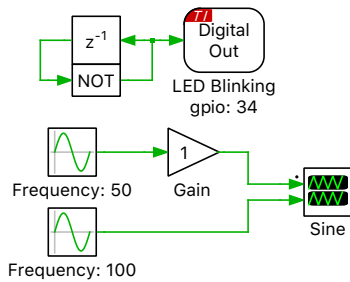 z-1
NOT
TI
Digital
Out
LED Blinking
gpio: 34
1
Frequency: 50
Gain
Sine
Frequency: 100